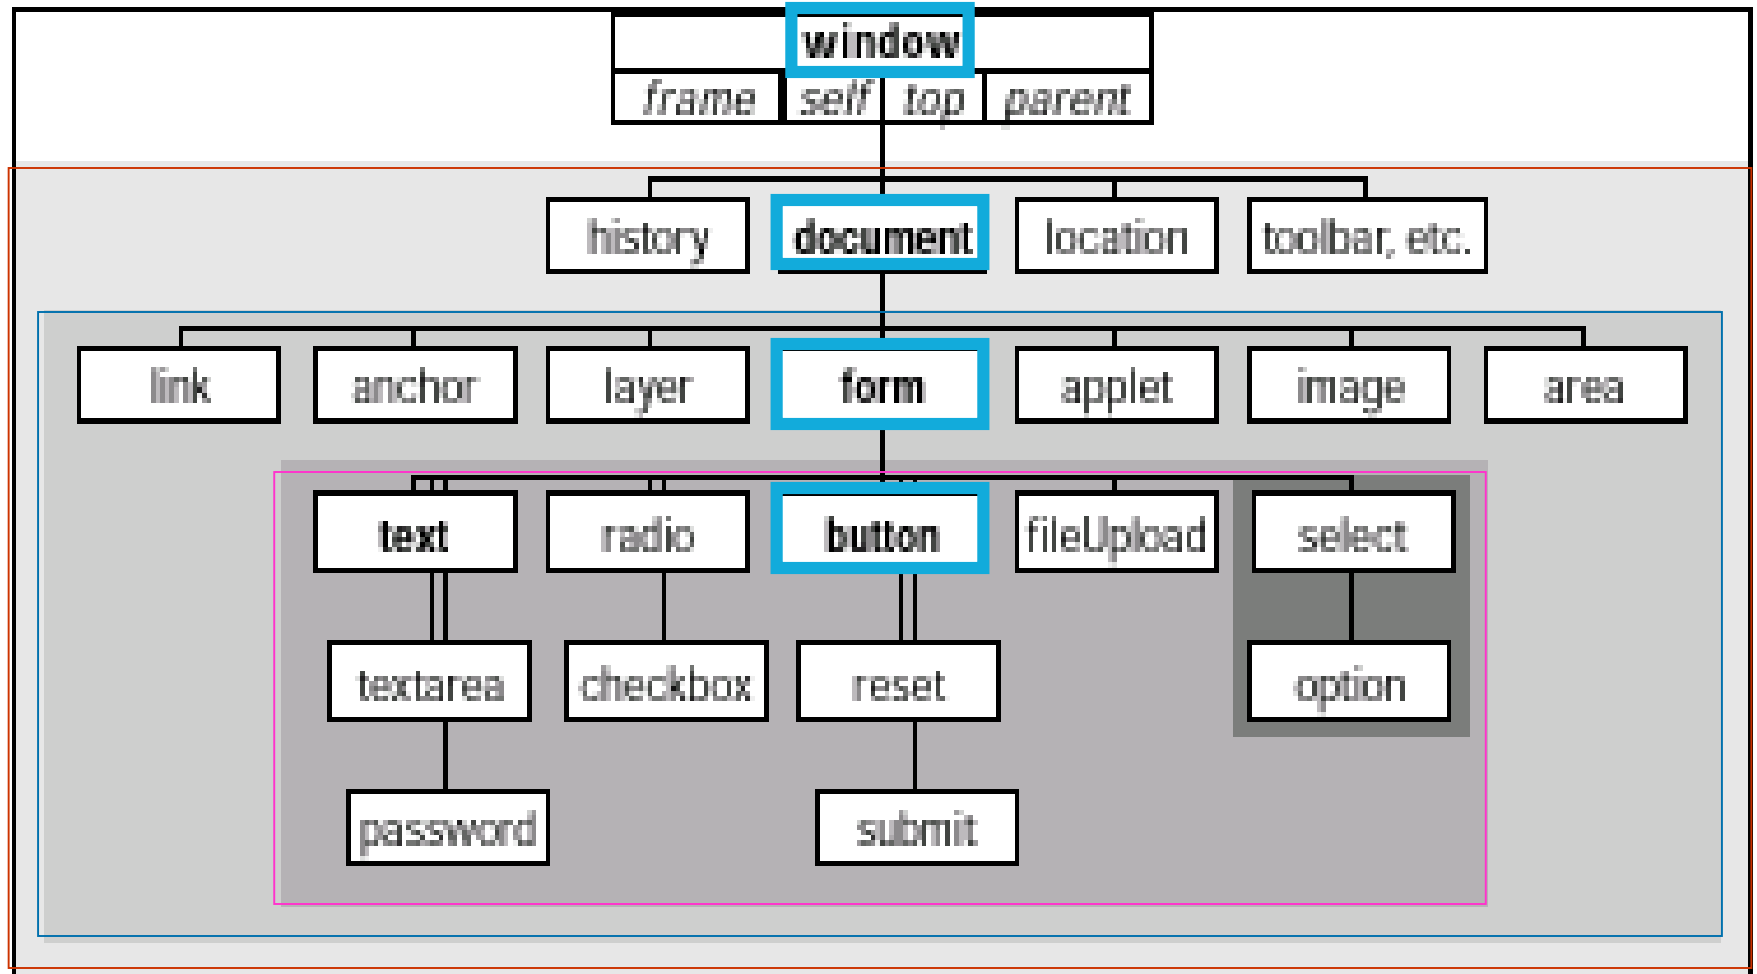 window
frame self top parent
history document location toolbar, etc.
link anchor layer form applet image area
text radio button fileUpload select
textarea checkbox reset option
password submit